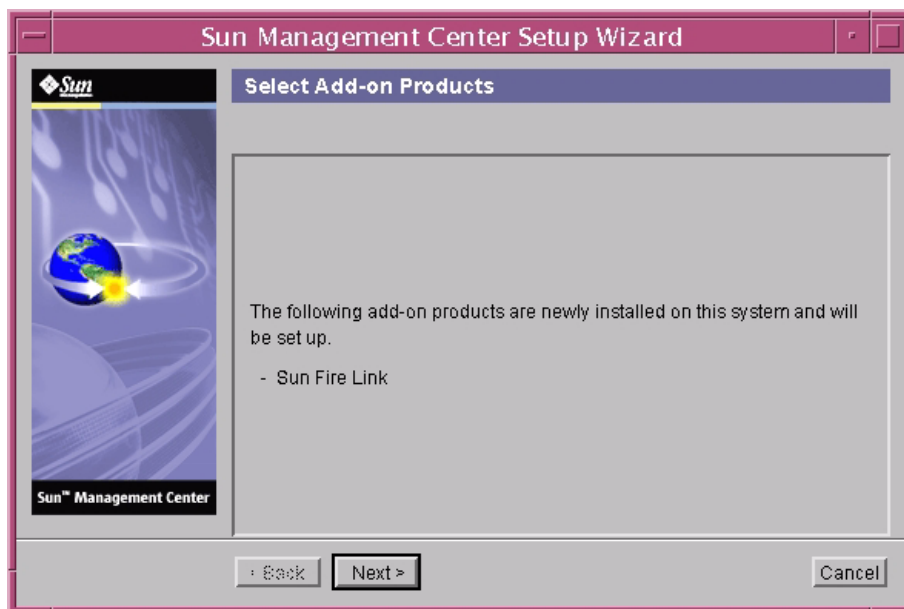 Sun Management Center Setup Wizard
Sun
Select Add-on Products
The following add-on products are newly installed on this system and will
be set up.
- Sun Fire Link
Sun™ Management Center
< Back
Next >
Cancel